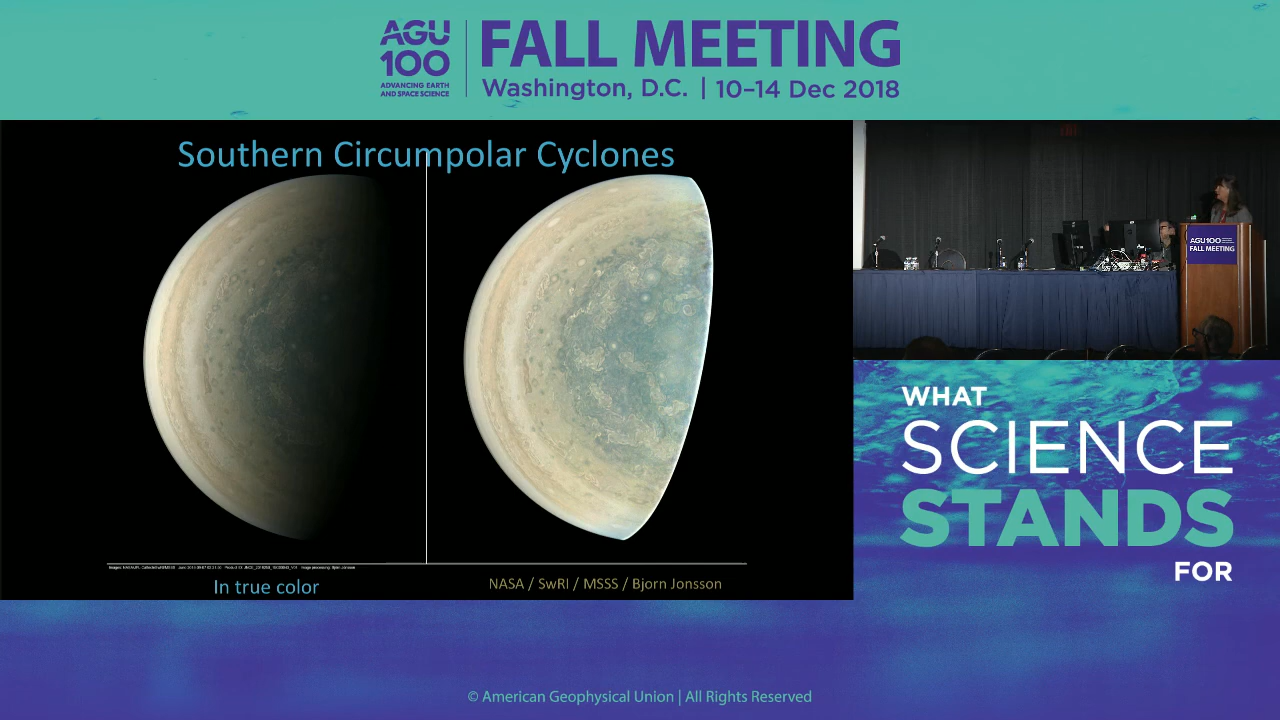 AGU
100
ADVANCING EARTH
AND SPACE SCIENCE
FALL MEETING
Washington, D.C. | 10–14 Dec 2018
Southern Circumpolar Cyclones
In true color
NASA / SwRI / MSSS / Bjorn Jonsson
AGU100
FALL MEETING
WHAT
SCIENCE
STANDS
FOR
© American Geophysical Union | All Rights Reserved